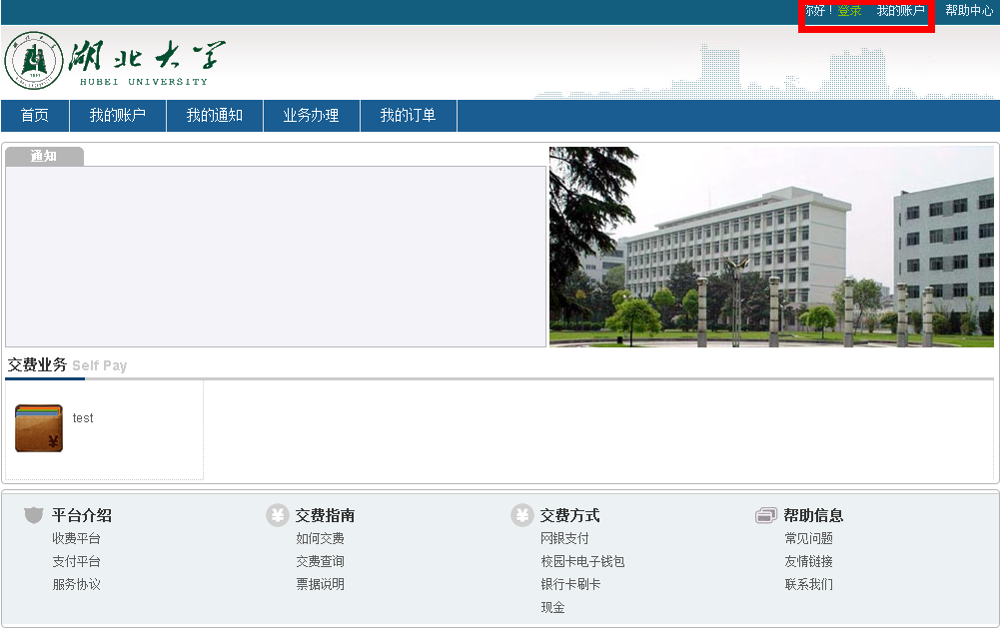 你好！登录 我的账户 帮助中心
湖北大学
HUBEI UNIVERSITY
首页 我的账户 我的通知 业务办理 我的订单
通知
交费业务 Self Pay
test
平台介绍
收费平台
支付平台
服务协议
交费指南
如何交费
交费查询
票据说明
交费方式
网银支付
校园卡电子钱包
银行卡刷卡
现金
帮助信息
常见问题
友情链接
联系我们